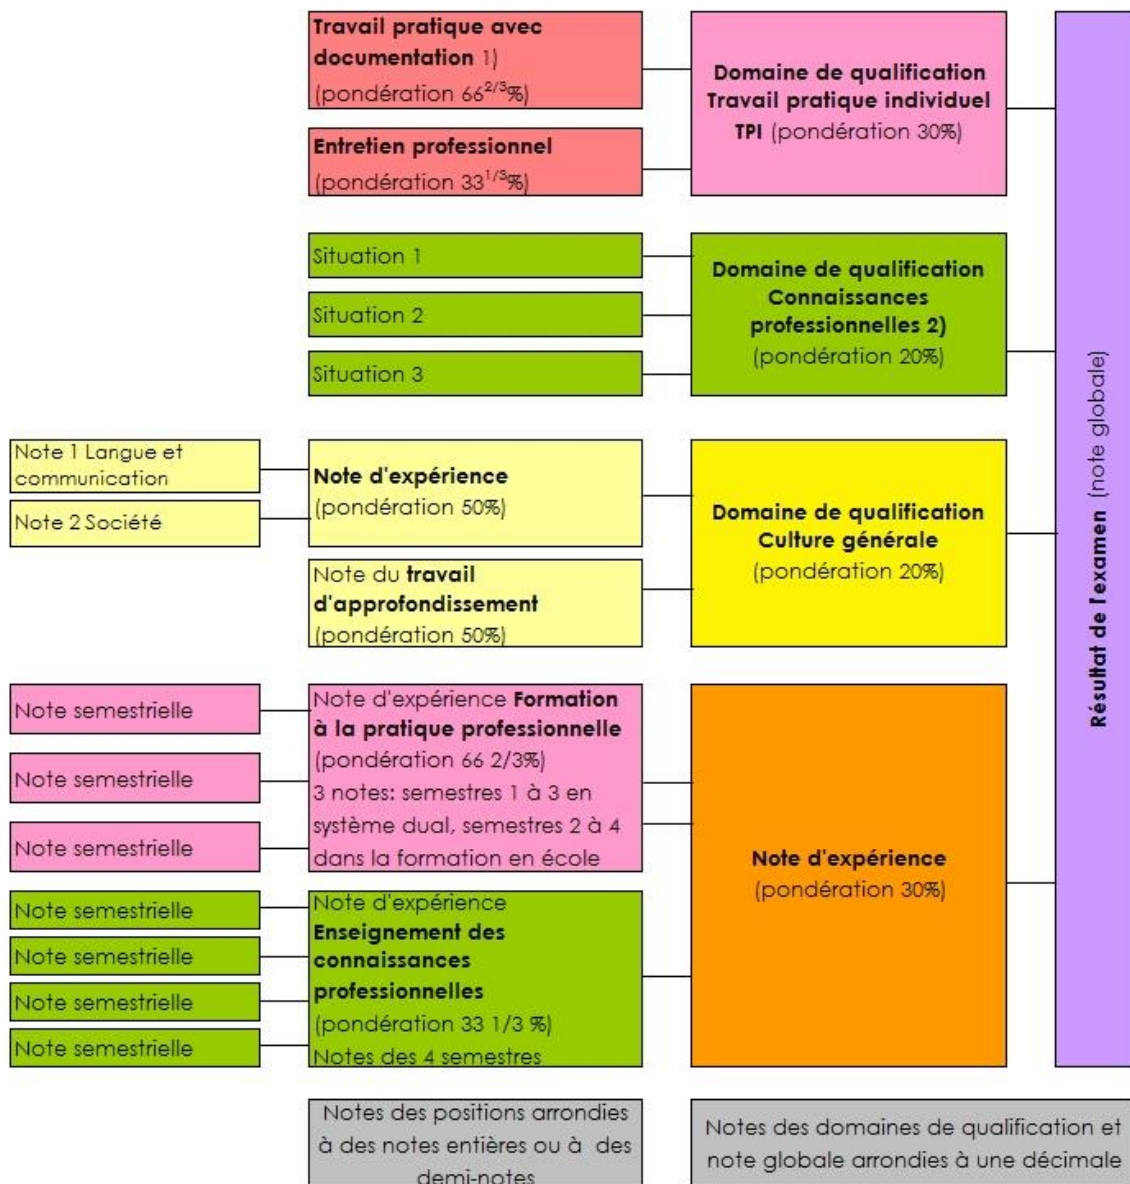 Travail pratique avec
documentation 1)
(pondération 66²/³%)
Entretien professionnel
(pondération 33¹/³%)
Domaine de qualification
Travail pratique individuel
TPI (pondération 30%)
Situation 1
Situation 2
Situation 3
Domaine de qualification
Connaissances
professionnelles 2)
(pondération 20%)
Note 1 Langue et
communication
Note 2 Société
Note d'expérience
(pondération 50%)
Note du travail
d'approfondissement
(pondération 50%)
Domaine de qualification
Culture générale
(pondération 20%)
Note semestrielle
Note semestrielle
Note semestrielle
Note d'expérience Formation
à la pratique professionnelle
(pondération 66 2/3%)
3 notes: semestres 1 à 3 en
système dual, semestres 2 à 4
dans la formation en école
Note semestrielle
Note semestrielle
Note semestrielle
Note semestrielle
Note d'expérience
Enseignement des
connaissances
professionnelles
(pondération 33 1/3 %)
Notes des 4 semestres
Note d'expérience
(pondération 30%)
Résultat de l'examen (note globale)
Notes des positions arrondies
à des notes entières ou à des
demi-notes
Notes des domaines de qualification et
note globale arrondies à une décimale